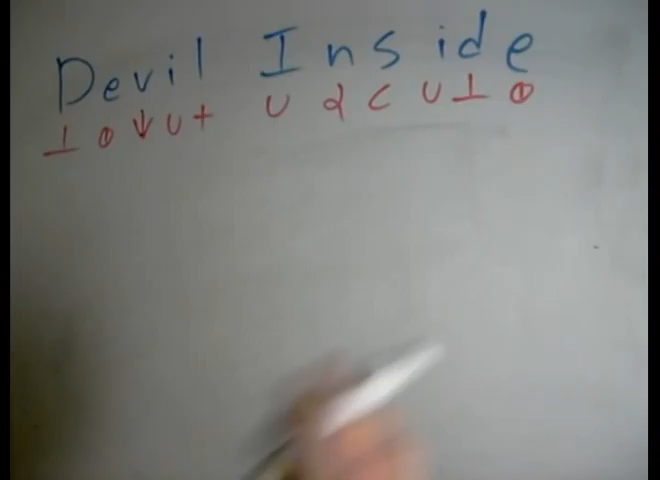 Devil Inside
⊥ ⦶ ↓ ∪ + ∪ α < ∪ ⊥ ⦶